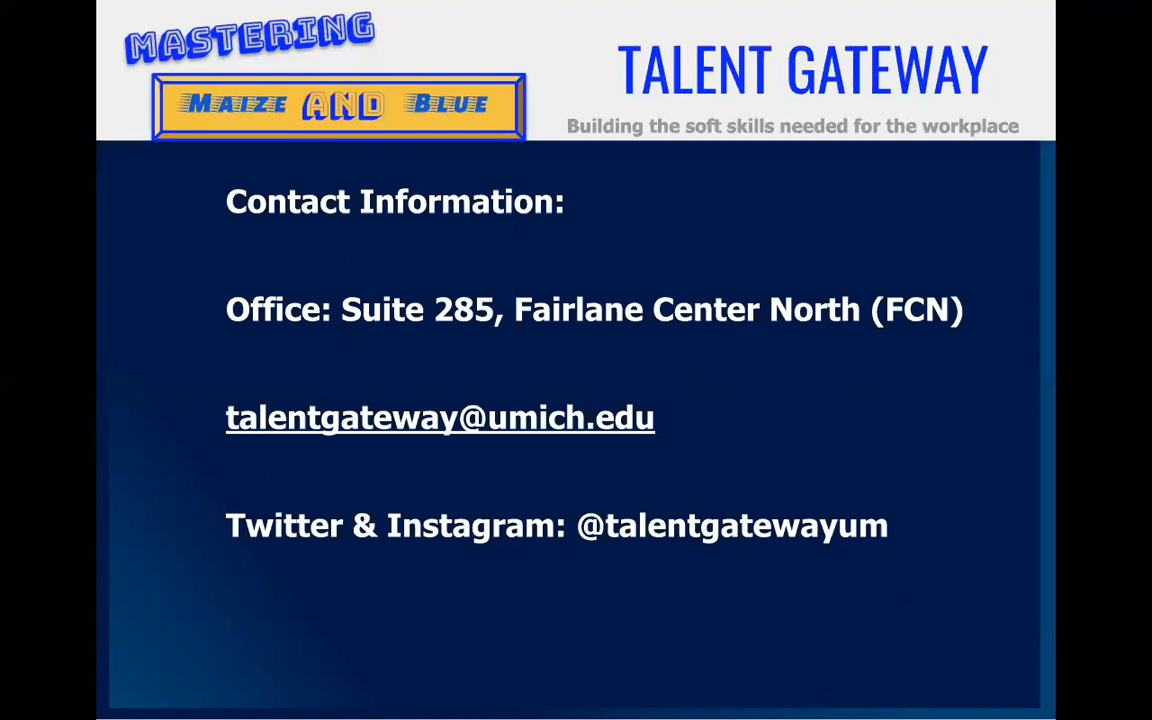 MASTERING
MAIZE AND BLUE
TALENT GATEWAY
Building the soft skills needed for the workplace
Contact Information:
Office: Suite 285, Fairlane Center North (FCN)
talentgateway@umich.edu
Twitter & Instagram: @talentgatewayum